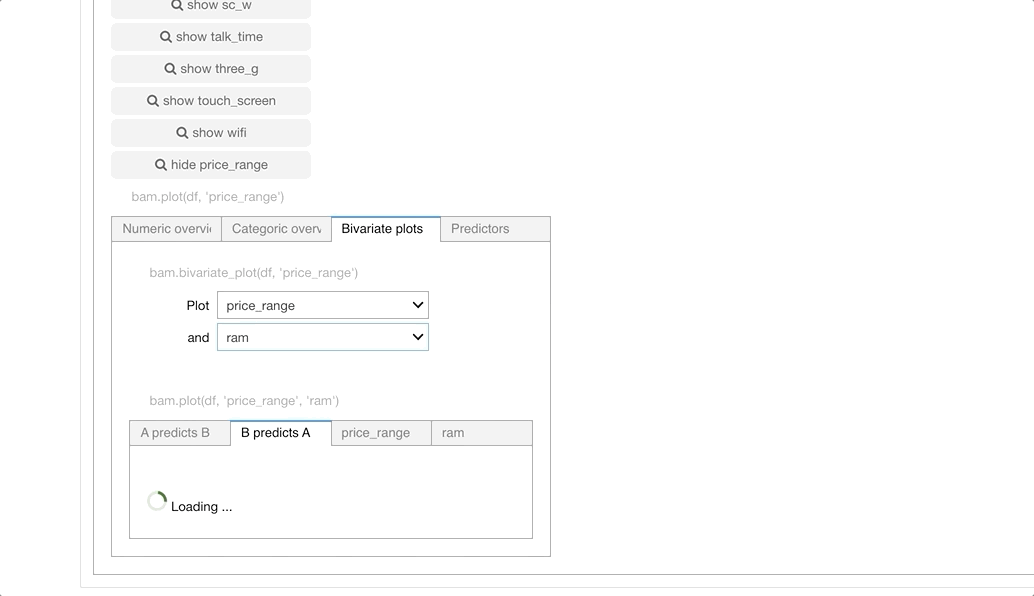 show sc_w
show talk_time
show three_g
show touch_screen
show wifi
hide price_range
bam.plot(df, 'price_range')
Numeric overvi Categoric overv Bivariate plots Predictors
bam.bivariate_plot(df, 'price_range')
Plot price_range
and ram
bam.plot(df, 'price_range', 'ram')
A predicts B B predicts A price_range ram
Loading ...